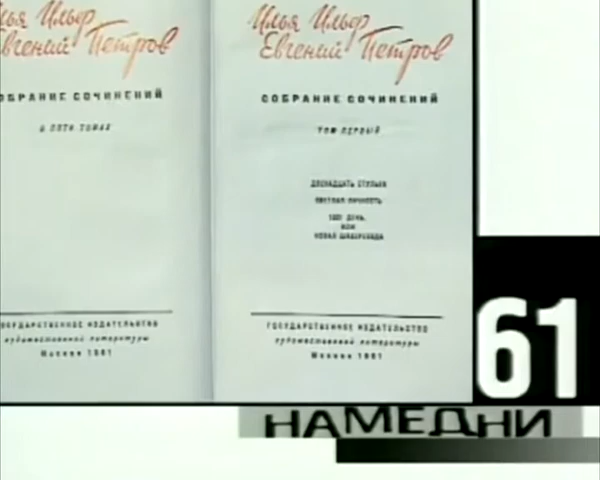 Илья Ильф
Евгений Петров
СОБРАНИЕ СОЧИНЕНИЙ
В ПЯТИ ТОМАХ
ГОСУДАРСТВЕННОЕ ИЗДАТЕЛЬСТВО
художественной литературы
Москва 1961
Илья Ильф
Евгений Петров
СОБРАНИЕ СОЧИНЕНИЙ
ТОМ ПЕРВЫЙ
ДВЕНАДЦАТЬ СТУЛЬЕВ
СВЕТЛАЯ ЛИЧНОСТЬ
1001 ДЕНЬ,
ИЛИ
НОВАЯ ШАХЕРЕЗАДА
ГОСУДАРСТВЕННОЕ ИЗДАТЕЛЬСТВО
художественной литературы
Москва 1961
61
НАМЕДНИ